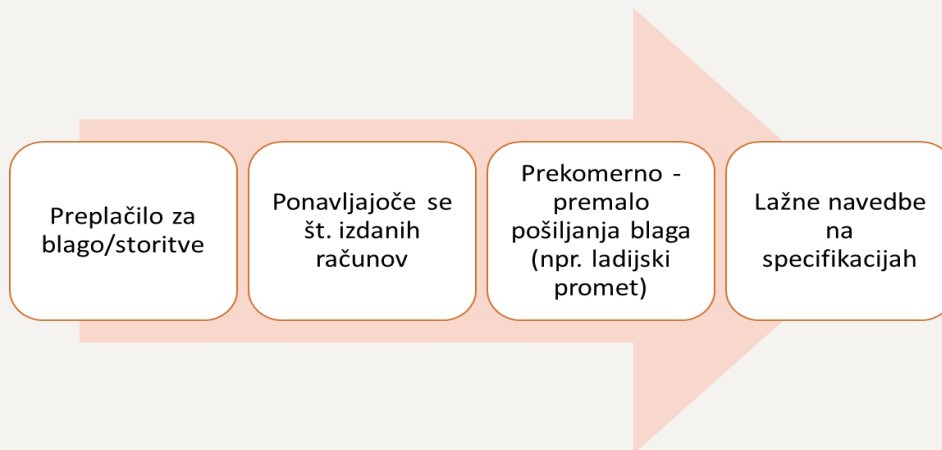 Preplačilo za
blago/storitve
Ponavljajoče se
št. izdanih
računov
Prekomerno -
premalo
pošiljanja blaga
(npr. ladijski
promet)
Lažne navedbe
na
specifikacijah